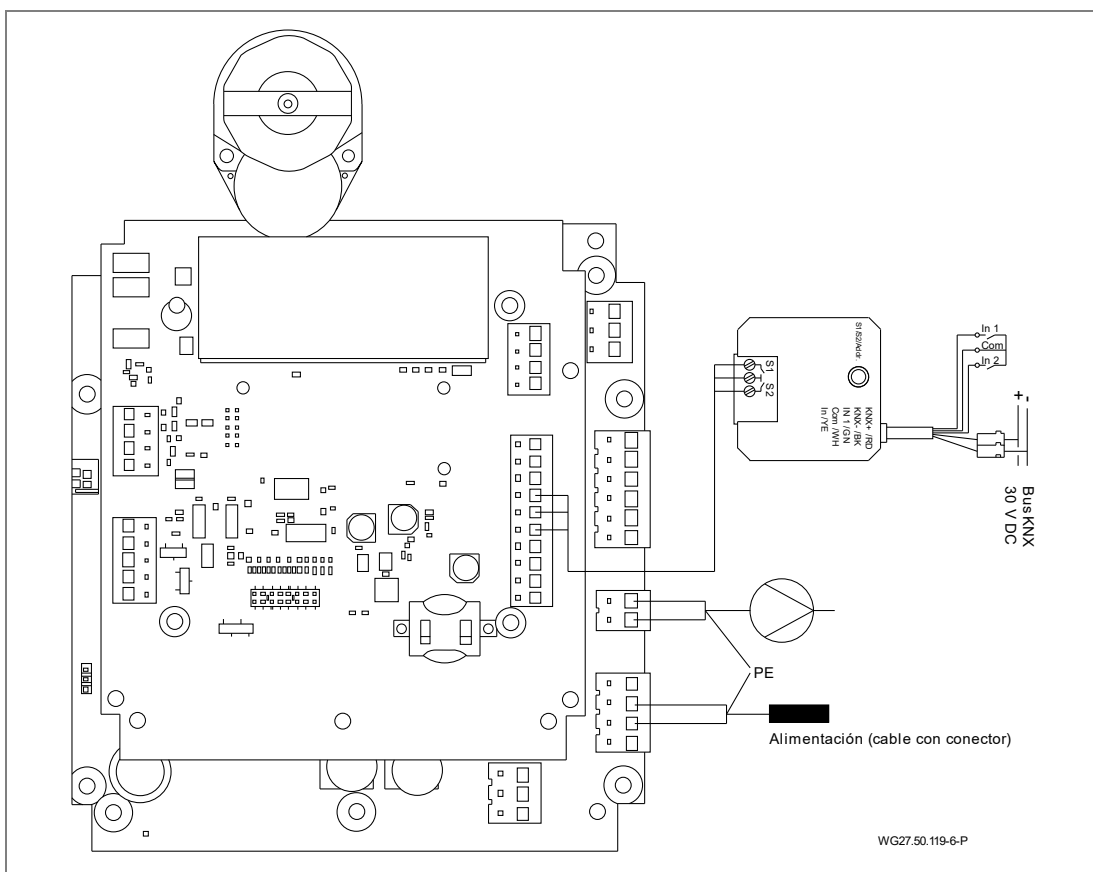 In 1
Com
In 2
S1/S2/Addr.
S1
S2
KNX+ /RD
KNX- /BK
IN 1 /GN
Com /WH
In /YE
+ -
Bus KNX
30 V DC
PE
Alimentación (cable con conector)
WG27.50.119-6-P